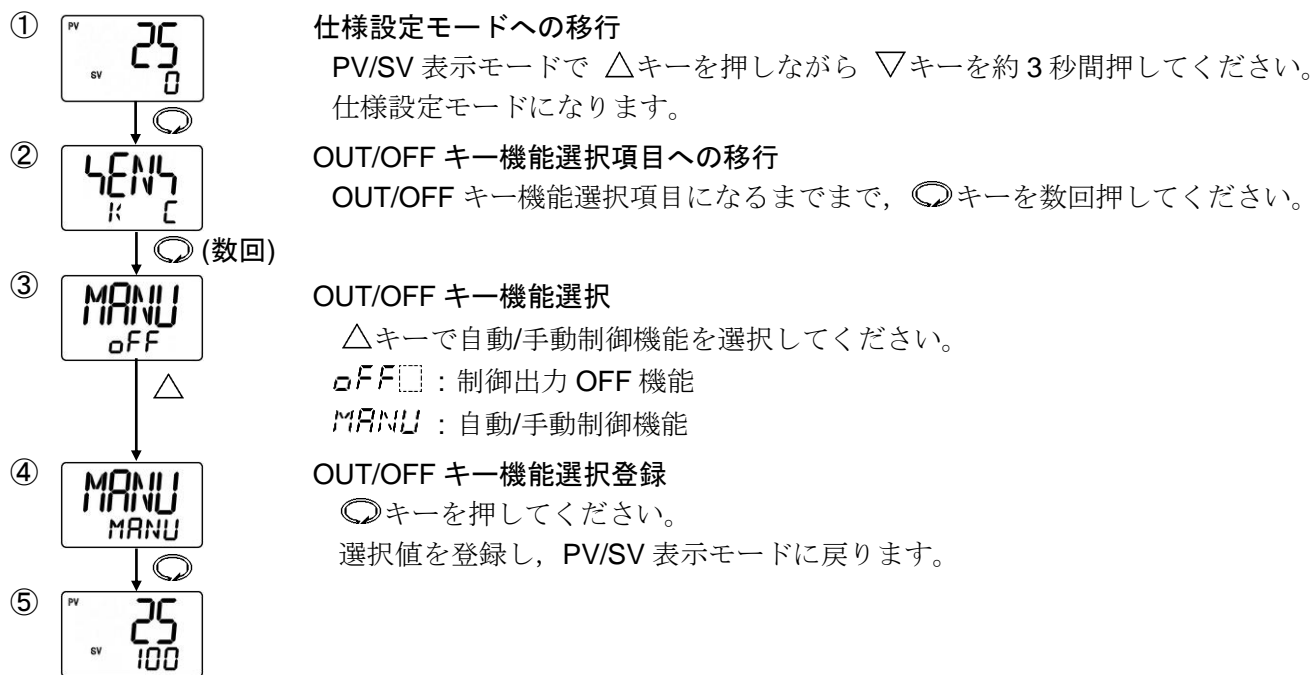 ① PV 25 SV 0
仕様設定モードへの移行
PV/SV 表示モードで △キーを押しながら ▽キーを約 3 秒間押してください。
仕様設定モードになります。
② SENS K C
OUT/OFF キー機能選択項目への移行
OUT/OFF キー機能選択項目になるまでまで，キーを数回押してください。
(数回)
③ MANU oFF
OUT/OFF キー機能選択
△キーで自動/手動制御機能を選択してください。
oFF：制御出力 OFF 機能
MANU：自動/手動制御機能
△
④ MANU MANU
OUT/OFF キー機能選択登録
キーを押してください。
選択値を登録し，PV/SV 表示モードに戻ります。
⑤ PV 25 SV 100